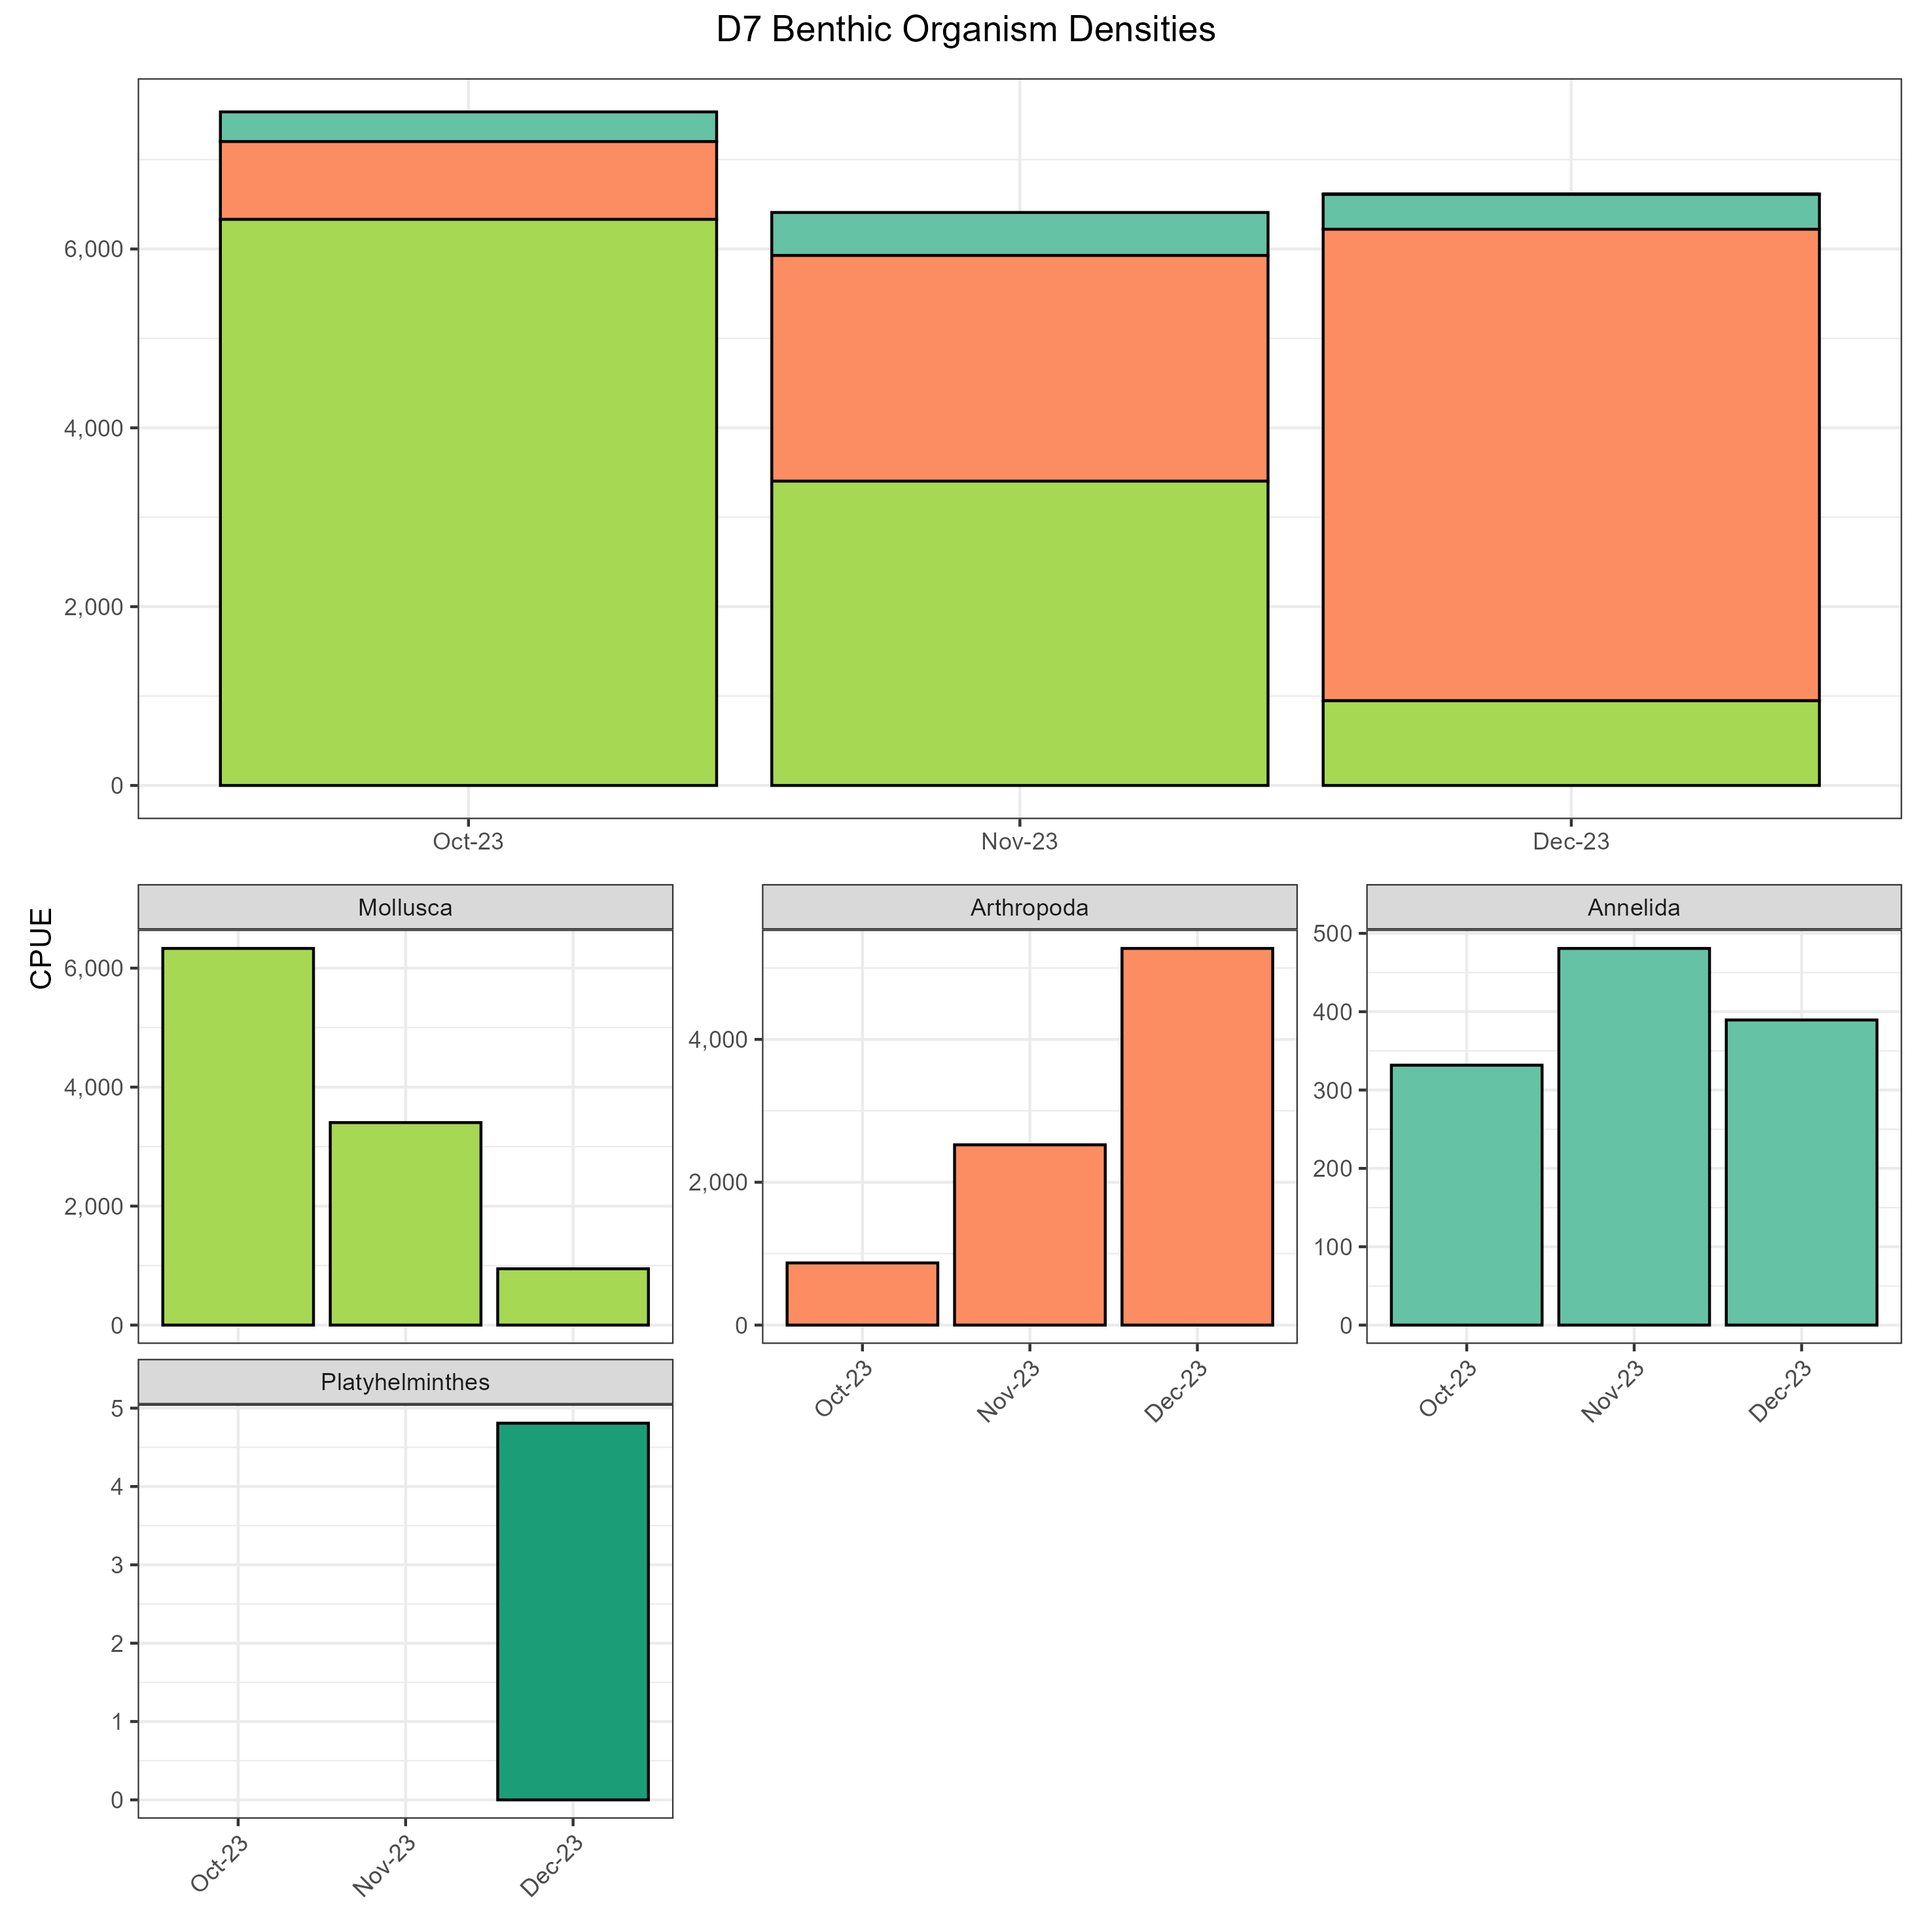 D7 Benthic Organism Densities
6,000
4,000
2,000
0
Oct-23 Nov-23 Dec-23
CPUE
Mollusca
6,000
4,000
2,000
0
Arthropoda
4,000
2,000
0
Oct-23 Nov-23 Dec-23
Annelida
500
400
300
200
100
0
Oct-23 Nov-23 Dec-23
Platyhelminthes
5
4
3
2
1
0
Oct-23 Nov-23 Dec-23